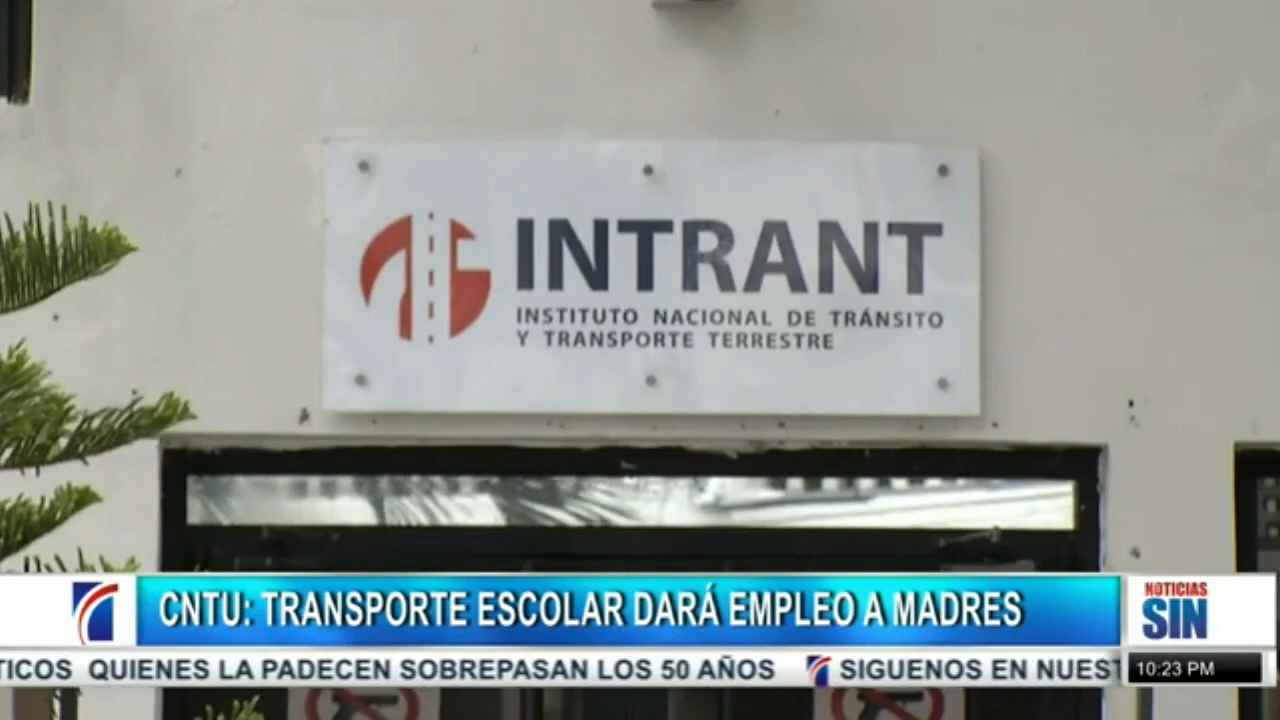 INTRANT
INSTITUTO NACIONAL DE TRÁNSITO
Y TRANSPORTE TERRESTRE
CNTU: TRANSPORTE ESCOLAR DARÁ EMPLEO A MADRES
NOTICIAS
SIN
TICOS QUIENES LA PADECEN SOBREPASAN LOS 50 AÑOS SIGUENOS EN NUEST
10:23 PM